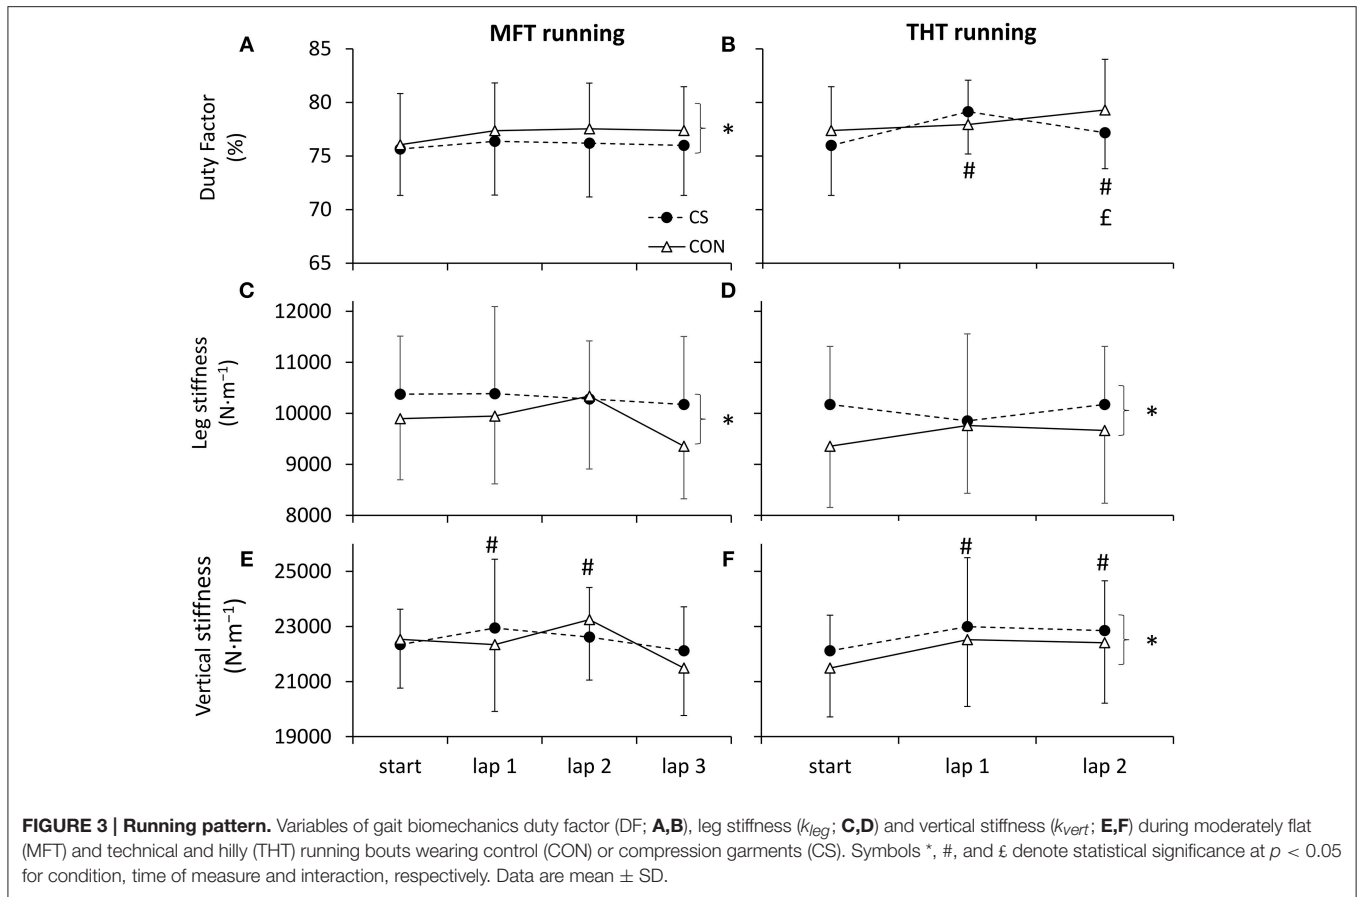 MFT running
THT running
A
B
85
80
75
70
65
Duty Factor
(%)
*
#
#
£
CS
CON
C
D
12000
11000
10000
9000
8000
Leg stiffness
(N·m⁻¹)
*
*
E
F
25000
23000
21000
19000
Vertical stiffness
(N·m⁻¹)
#
#
#
#
*
start lap 1 lap 2 lap 3
start lap 1 lap 2
FIGURE 3 | Running pattern. Variables of gait biomechanics duty factor (DF; A,B), leg stiffness (kleg; C,D) and vertical stiffness (kvert; E,F) during moderately flat
(MFT) and technical and hilly (THT) running bouts wearing control (CON) or compression garments (CS). Symbols *, #, and £ denote statistical significance at p < 0.05
for condition, time of measure and interaction, respectively. Data are mean ± SD.